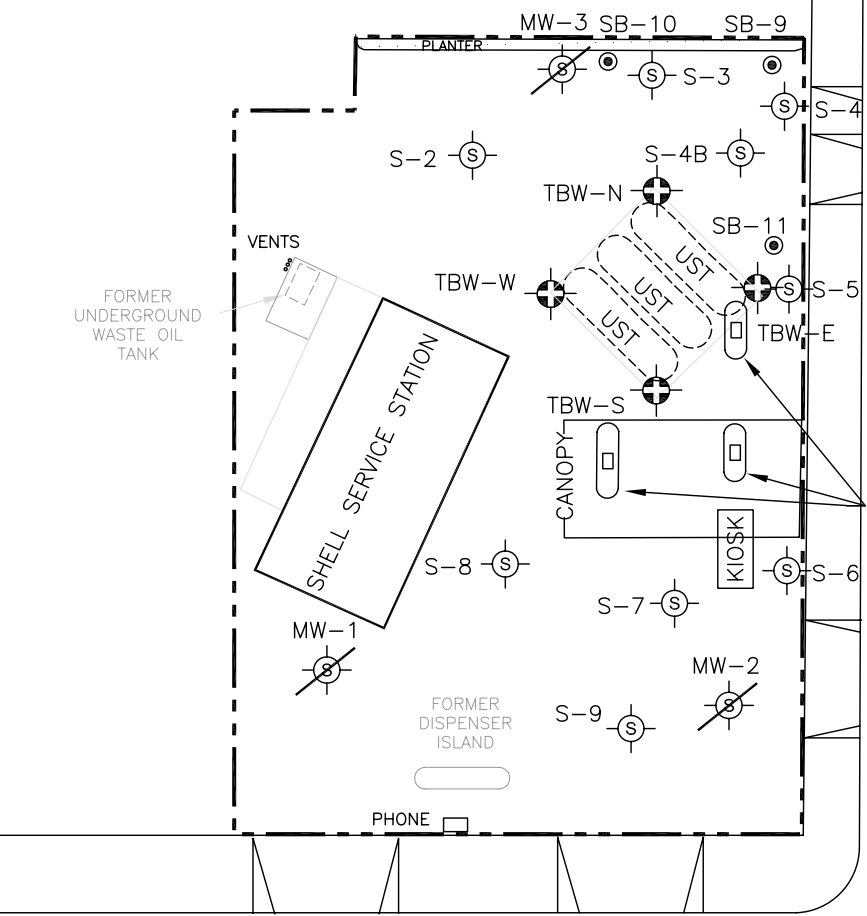 MW-3 SB-10 SB-9
PLANTER
S
S
S-3
S
S-4
S-2
S
S-4B
S
TBW-N
SB-11
VENTS
UST
TBW-W
UST
S
S-5
FORMER
UNDERGROUND
WASTE OIL
TANK
UST
TBW-E
TBW-S
SHELL SERVICE STATION
CANOPY
KIOSK
S-8
S
S
S-6
S-7
S
MW-1
S
MW-2
S
FORMER
DISPENSER
ISLAND
S-9
S
PHONE